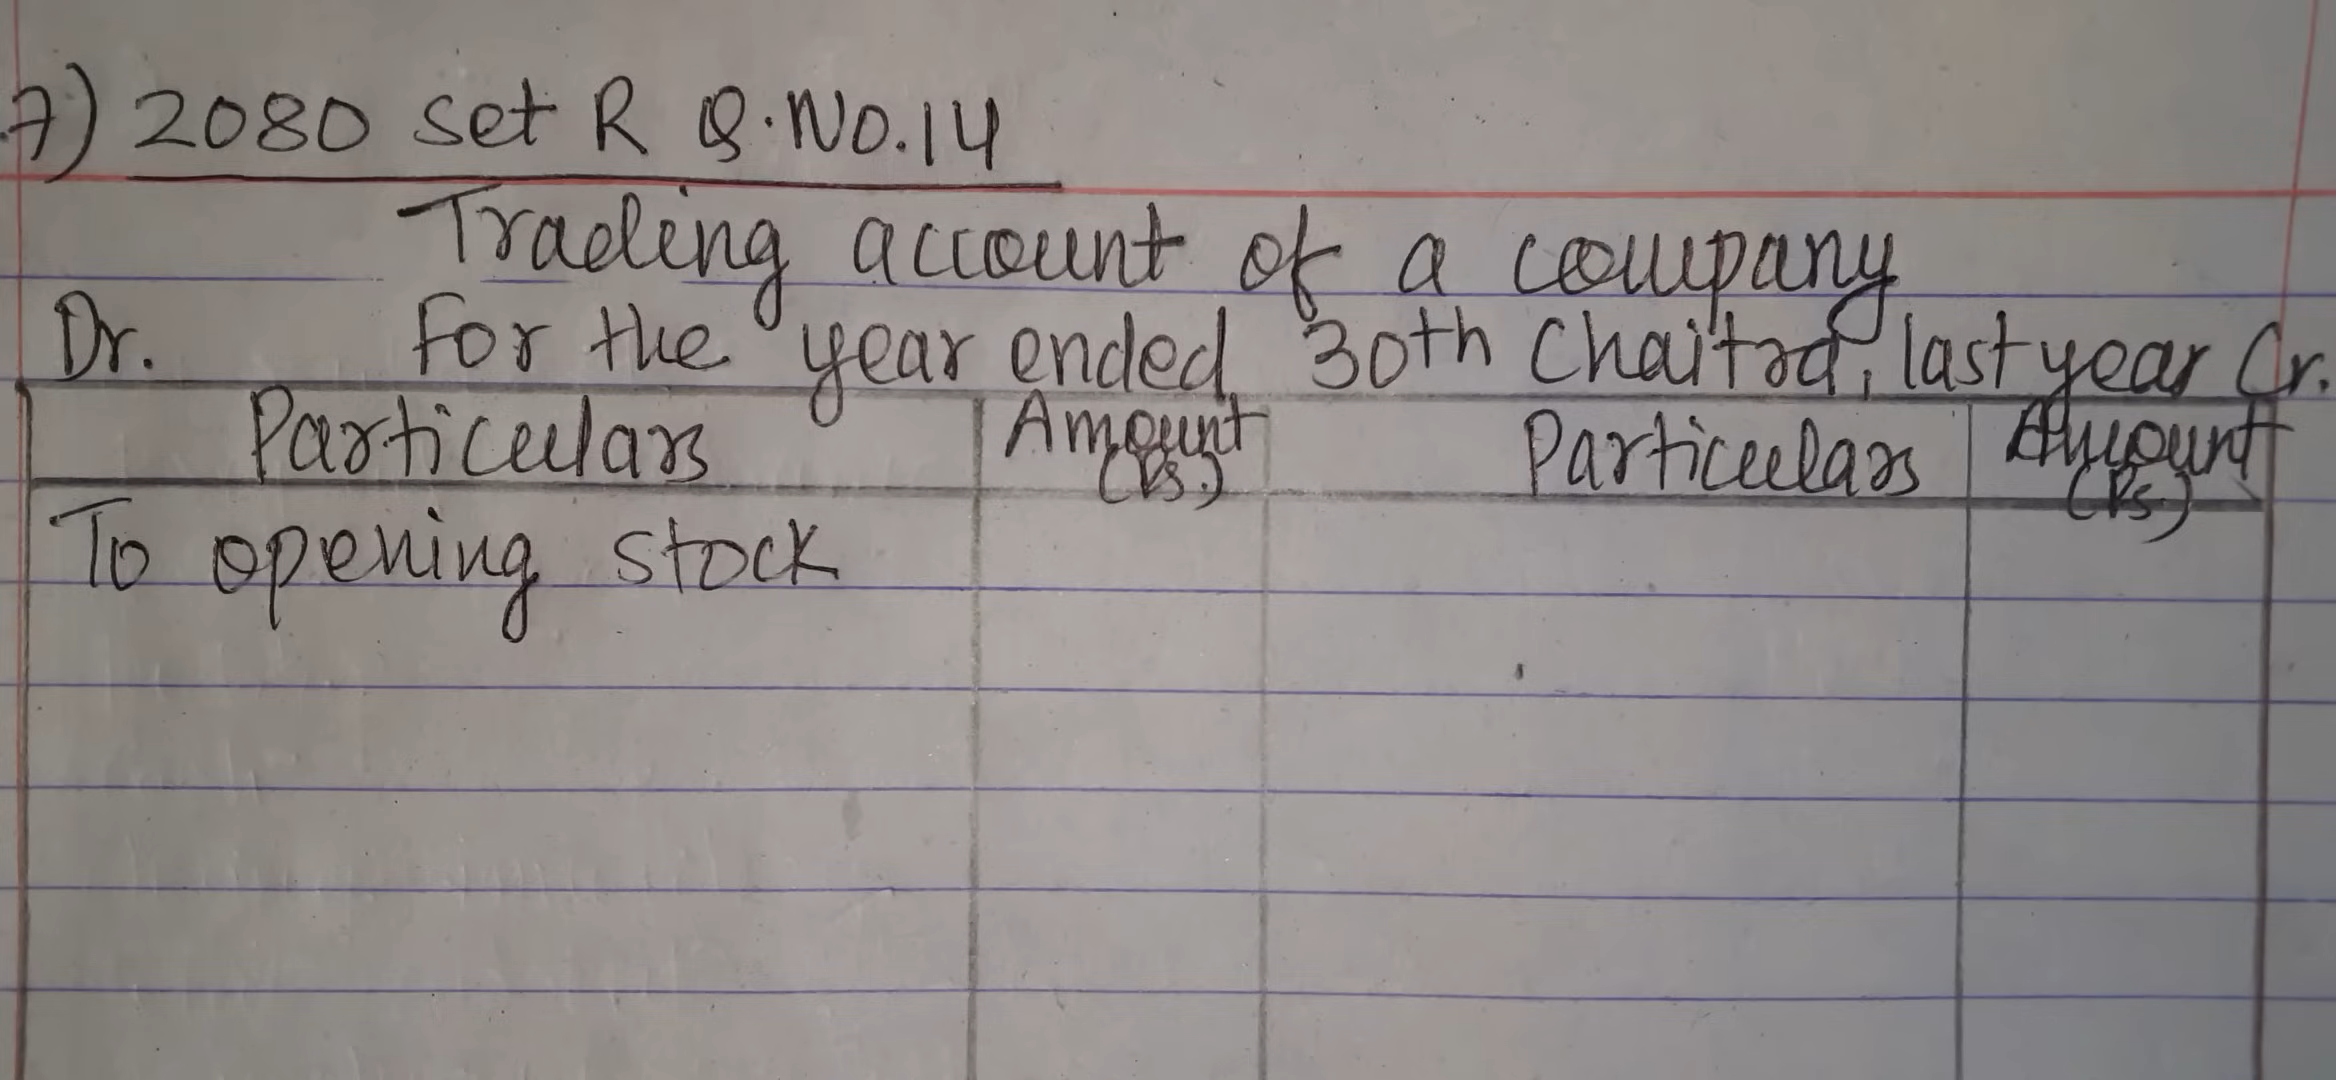 7) 2080 set R Q.No.14
Trading account of a company
Dr. For the year ended 30th Chaitra, last year Cr.
Particulars Amount (Rs.) Particulars Amount (Rs.)
To opening stock